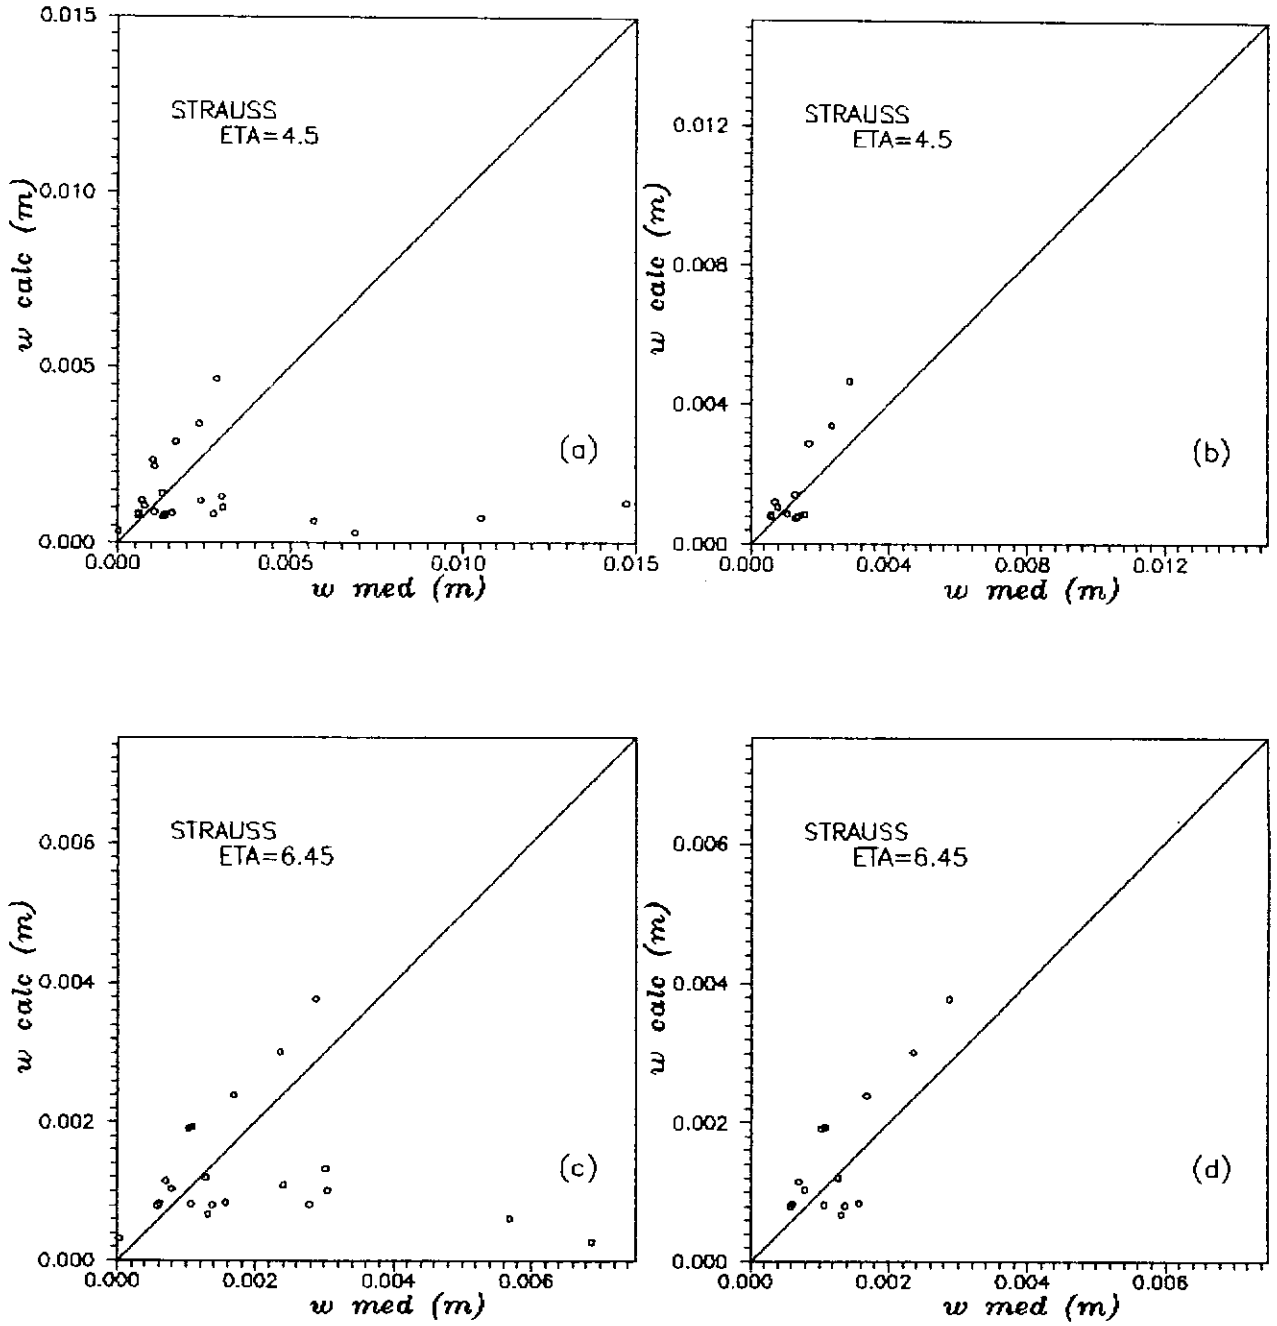 0.015
STRAUSS
ETA=4.5
0.010
w calc (m)
0.005
(a)
0.000
0.000 0.005 0.010 0.015
w med (m)
0.012
STRAUSS
ETA=4.5
w calc (m)
0.008
0.004
(b)
0.000
0.000 0.004 0.008 0.012
w med (m)
0.006
STRAUSS
ETA=6.45
w calc (m)
0.004
0.002
(c)
0.000
0.000 0.002 0.004 0.006
w med (m)
0.006
STRAUSS
ETA=6.45
w calc (m)
0.004
0.002
(d)
0.000
0.000 0.002 0.004 0.006
w med (m)